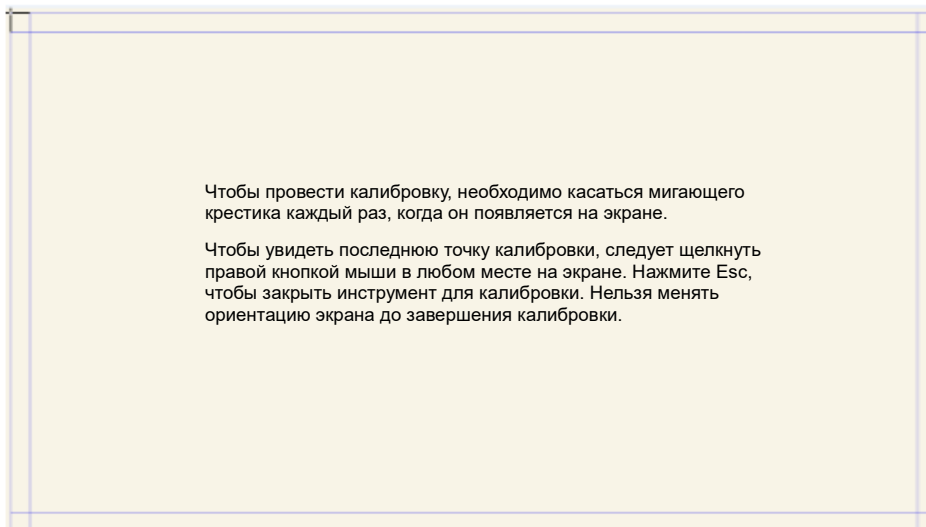 Чтобы провести калибровку, необходимо касаться мигающего
крестика каждый раз, когда он появляется на экране.
Чтобы увидеть последнюю точку калибровки, следует щелкнуть
правой кнопкой мыши в любом месте на экране. Нажмите Esc,
чтобы закрыть инструмент для калибровки. Нельзя менять
ориентацию экрана до завершения калибровки.